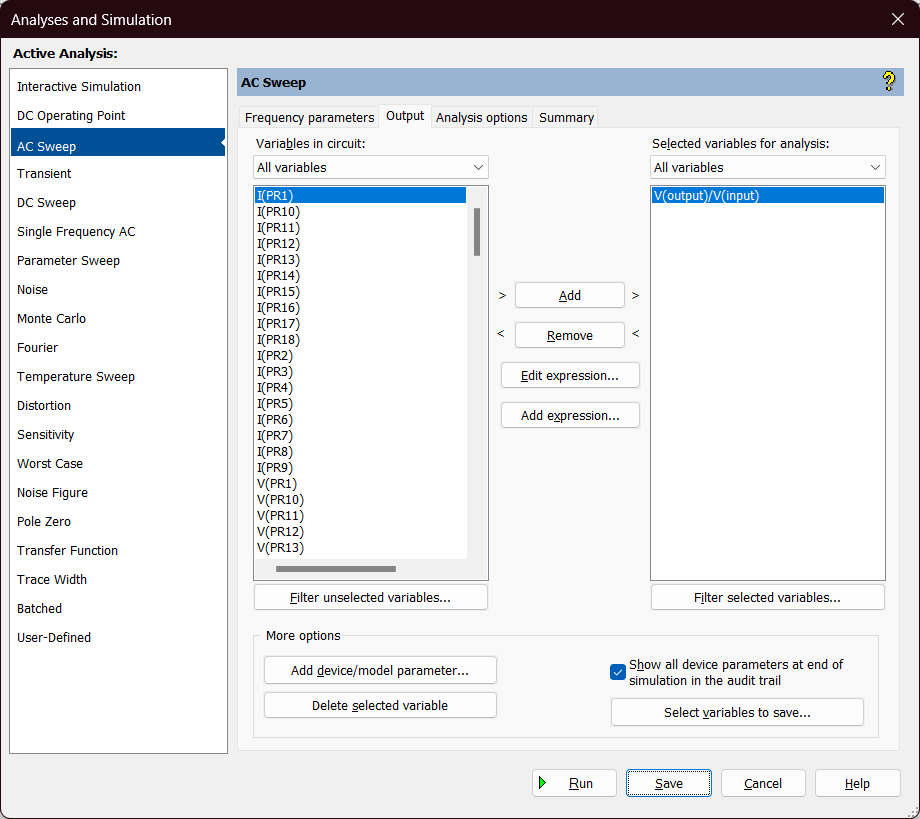 Analyses and Simulation
Active Analysis:
Interactive Simulation
DC Operating Point
AC Sweep
Transient
DC Sweep
Single Frequency AC
Parameter Sweep
Noise
Monte Carlo
Fourier
Temperature Sweep
Distortion
Sensitivity
Worst Case
Noise Figure
Pole Zero
Transfer Function
Trace Width
Batched
User-Defined
AC Sweep
?
Frequency parameters
Output
Analysis options
Summary
Variables in circuit:
All variables
I(PR1)
I(PR10)
I(PR11)
I(PR12)
I(PR13)
I(PR14)
I(PR15)
I(PR16)
I(PR17)
I(PR18)
I(PR2)
I(PR3)
I(PR4)
I(PR5)
I(PR6)
I(PR7)
I(PR8)
I(PR9)
V(PR1)
V(PR10)
V(PR11)
V(PR12)
V(PR13)
Filter unselected variables...
> Add >
< Remove <
Edit expression...
Add expression...
Selected variables for analysis:
All variables
V(output)/V(input)
Filter selected variables...
More options
Add device/model parameter...
Delete selected variable
Show all device parameters at end of
simulation in the audit trail
Select variables to save...
Run
Save
Cancel
Help